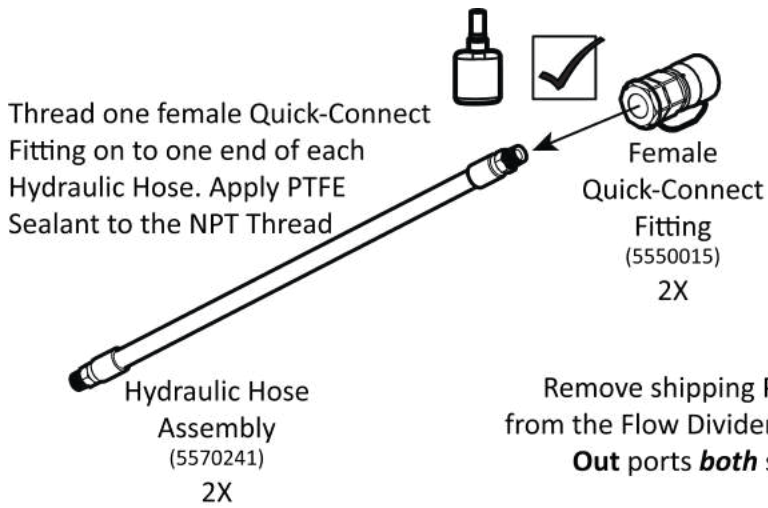 Thread one female Quick-Connect
Fitting on to one end of each
Hydraulic Hose. Apply PTFE
Sealant to the NPT Thread
Female
Quick-Connect
Fitting
(5550015)
2X
Hydraulic Hose
Assembly
(5570241)
2X
Remove shipping
from the Flow Divider
Out ports both